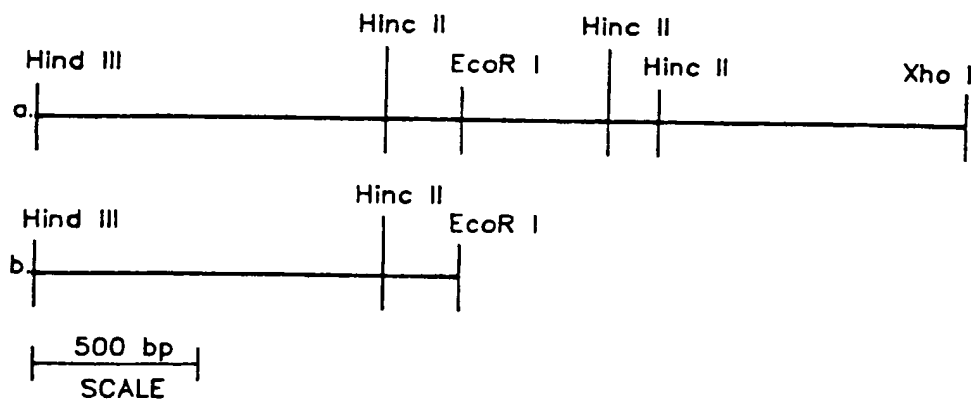 Hind III Hinc II EcoR I Hinc II Hinc II Xho I
a.
Hind III Hinc II EcoR I
b.
500 bp
SCALE